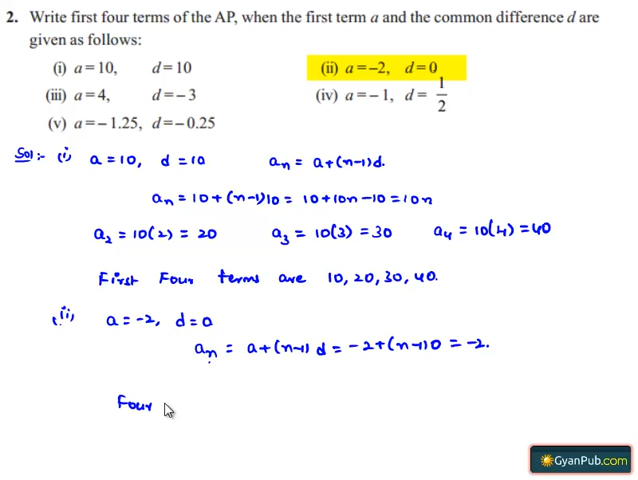 2. Write first four terms of the AP, when the first term a and the common difference d are
given as follows:
(i) a = 10, d = 10 (ii) a = –2, d = 0
(iii) a = 4, d = – 3 (iv) a = – 1, d = 1/2
(v) a = – 1.25, d = – 0.25
Sol:- (i) a = 10, d = 10 an = a+(n-1)d.
an = 10+(n-1)10 = 10+10n-10 = 10n
a2 = 10(2) = 20 a3 = 10(3) = 30 a4 = 10(4) = 40
First Four terms are 10, 20, 30, 40.
(ii) a = -2, d = 0
an = a+(n-1)d = -2+(n-1)0 = -2.
Four
GyanPub.com